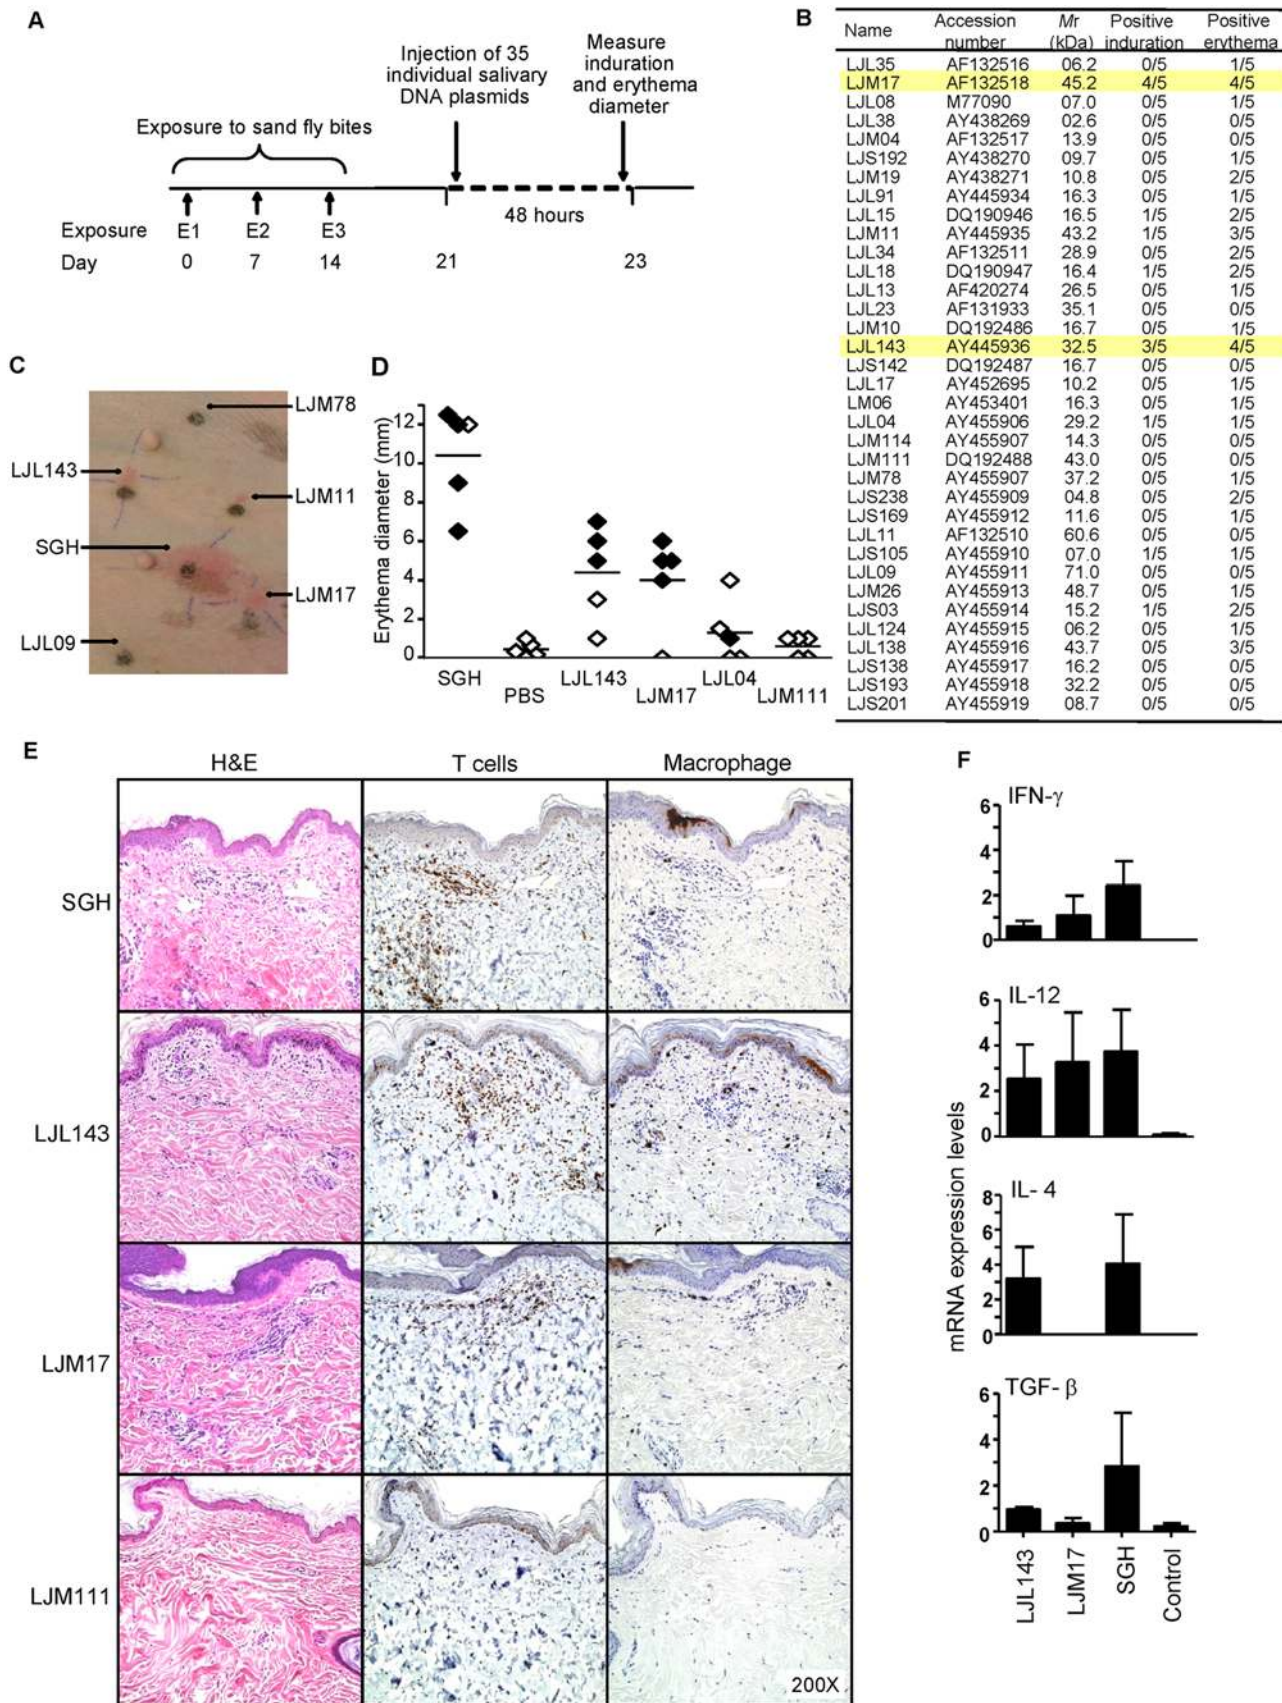 A
Injection of 35
individual salivary
DNA plasmids
Measure
induration
and erythema
diameter
Exposure to sand fly bites
48 hours
Exposure E1 E2 E3
Day 0 7 14 21 23
B
Name Accession number Mr (kDa) Positive induration Positive erythema
LJL35 AF132516 06.2 0/5 1/5
LJM17 AF132518 45.2 4/5 4/5
LJL08 M77090 07.0 0/5 1/5
LJL38 AY438269 02.6 0/5 0/5
LJM04 AF132517 13.9 0/5 0/5
LJS192 AY438270 09.7 0/5 1/5
LJM19 AY438271 10.8 0/5 2/5
LJL91 AY445934 16.3 0/5 1/5
LJL15 DQ190946 16.5 1/5 2/5
LJM11 AY445935 43.2 1/5 3/5
LJL34 AF132511 28.9 0/5 2/5
LJL18 DQ190947 16.4 1/5 2/5
LJL13 AF420274 26.5 0/5 1/5
LJL23 AF131933 35.1 0/5 0/5
LJM10 DQ192486 16.7 0/5 1/5
LJL143 AY445936 32.5 3/5 4/5
LJS142 DQ192487 16.7 0/5 0/5
LJL17 AY452695 10.2 0/5 1/5
LM06 AY453401 16.3 0/5 1/5
LJL04 AY455906 29.2 1/5 1/5
LJM114 AY455907 14.3 0/5 0/5
LJM111 DQ192488 43.0 0/5 0/5
LJM78 AY455907 37.2 0/5 1/5
LJS238 AY455909 04.8 0/5 2/5
LJS169 AY455912 11.6 0/5 1/5
LJL11 AF132510 60.6 0/5 0/5
LJS105 AY455910 07.0 1/5 1/5
LJL09 AY455911 71.0 0/5 0/5
LJM26 AY455913 48.7 0/5 1/5
LJS03 AY455914 15.2 1/5 2/5
LJL124 AY455915 06.2 0/5 1/5
LJL138 AY455916 43.7 0/5 3/5
LJS138 AY455917 16.2 0/5 0/5
LJS193 AY455918 32.2 0/5 0/5
LJS201 AY455919 08.7 0/5 0/5
C
LJM78
LJL143
LJM11
SGH
LJM17
LJL09
D
Erythema diameter (mm)
12
10
8
6
4
2
0
SGH PBS LJL143 LJM17 LJL04 LJM111
E
H&E T cells Macrophage
SGH
LJL143
LJM17
LJM111
200X
F
mRNA expression levels
IFN-γ
6
4
2
0
IL-12
6
4
2
0
IL- 4
8
6
4
2
0
TGF- β
6
4
2
0
LJL143 LJM17 SGH Control